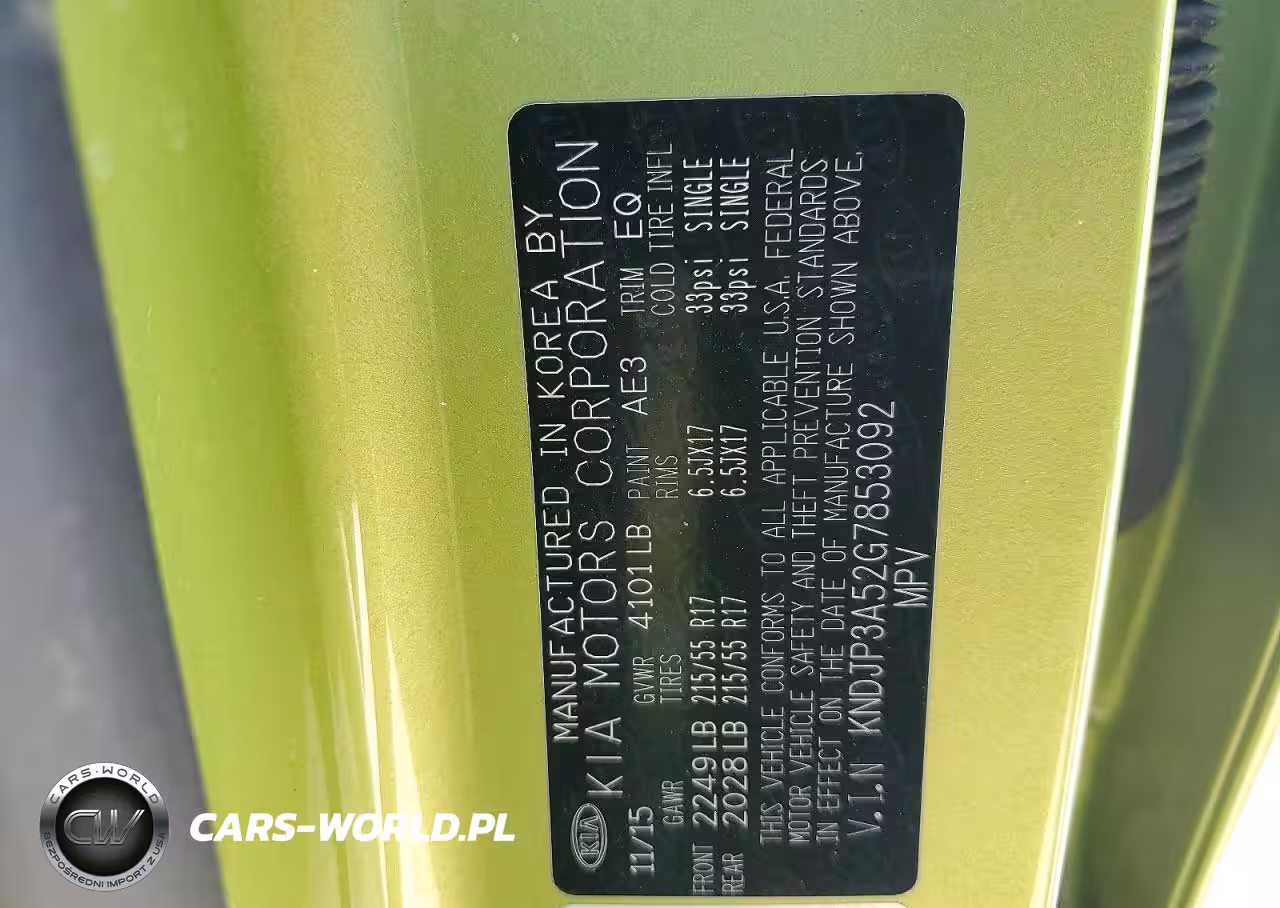 MANUFACTURED IN KOREA BY
KIA KIA MOTORS CORPORATION
11/15 GVWR 4101LB PAINT AE3 TRIM EQ
GAWR TIRES RIMS COLD TIRE INFL
FRONT 2249LB 215/55 R17 6.5JX17 33psi SINGLE
REAR 2028LB 215/55 R17 6.5JX17 33psi SINGLE
THIS VEHICLE CONFORMS TO ALL APPLICABLE U.S.A. FEDERAL
MOTOR VEHICLE SAFETY AND THEFT PREVENTION STANDARDS
IN EFFECT ON THE DATE OF MANUFACTURE SHOWN ABOVE.
V.I.N KNDJP3A52G7853092
MPV
CARS-WORLD
CW
BEZPOŚREDNI IMPORT Z USA
CARS-WORLD.PL